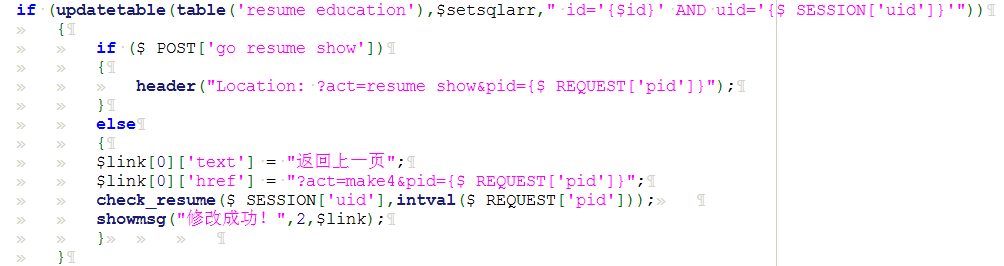 if (updatetable(table('resume education'),$setsqlarr," id='{$id}' AND uid='{$ SESSION['uid']}'"))
{
if ($ POST['go resume show'])
{
header("Location: ?act=resume show&pid={$ REQUEST['pid']}");
}
else
{
$link[0]['text'] = "返回上一页";
$link[0]['href'] = "?act=make4&pid={$ REQUEST['pid']}";
check_resume($ SESSION['uid'],intval($ REQUEST['pid']));
showmsg("修改成功！",2,$link);
}
}